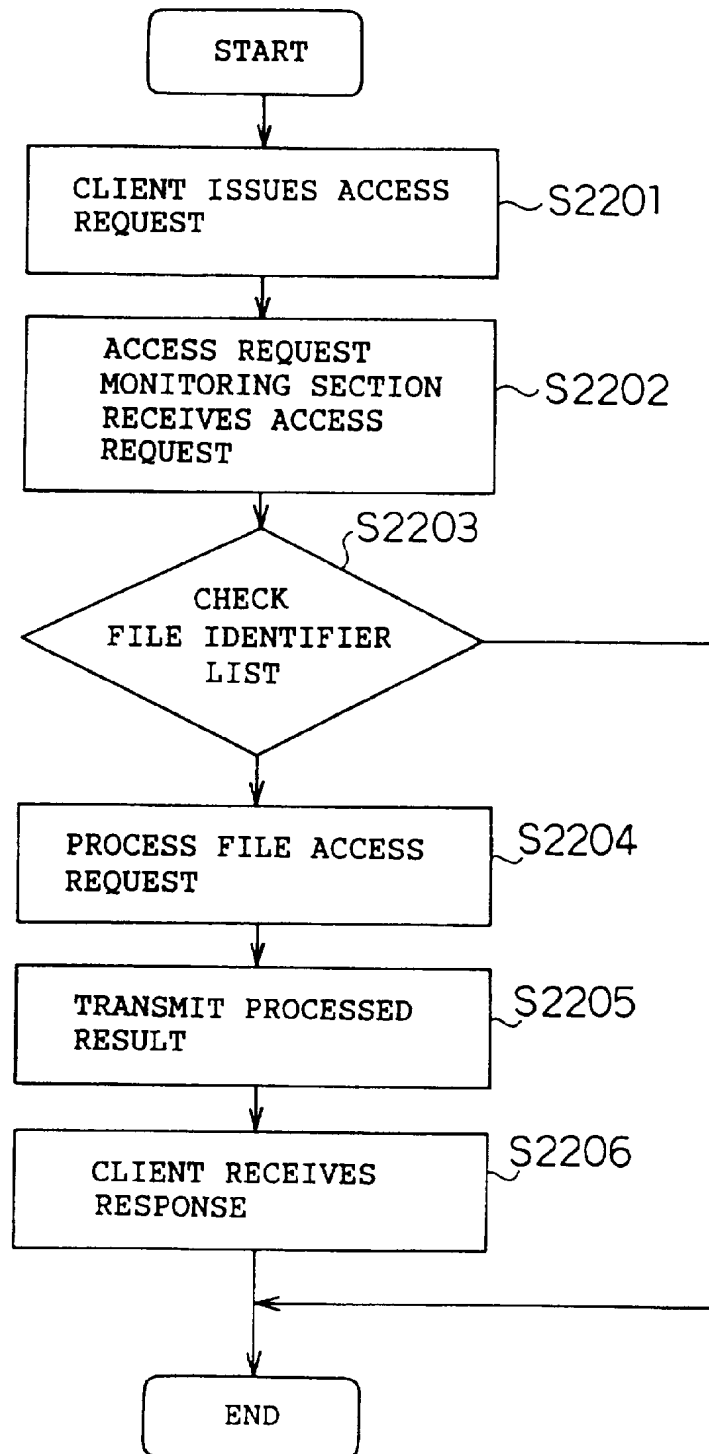 START
CLIENT ISSUES ACCESS
REQUEST
S2201
ACCESS REQUEST
MONITORING SECTION
RECEIVES ACCESS
REQUEST
S2202
S2203
CHECK
FILE IDENTIFIER
LIST
PROCESS FILE ACCESS
REQUEST
S2204
TRANSMIT PROCESSED
RESULT
S2205
CLIENT RECEIVES
RESPONSE
S2206
END